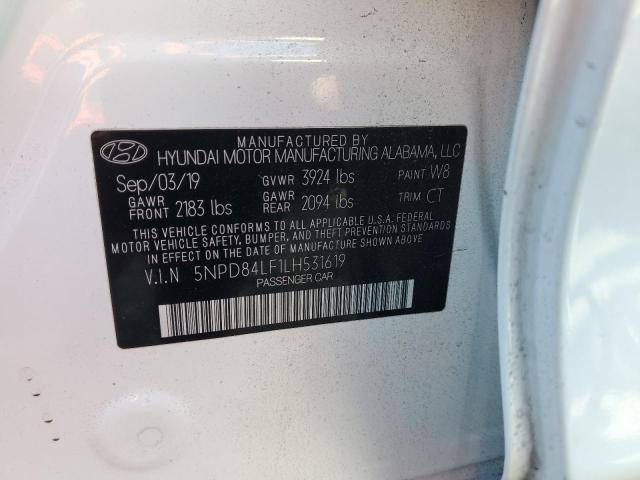 MANUFACTURED BY
HYUNDAI MOTOR MANUFACTURING ALABAMA, LLC
Sep/03/19 GVWR 3924 lbs PAINT W8
GAWR FRONT 2183 lbs GAWR REAR 2094 lbs TRIM CT
THIS VEHICLE CONFORMS TO ALL APPLICABLE U.S.A. FEDERAL
MOTOR VEHICLE SAFETY, BUMPER, AND THEFT PREVENTION STANDARDS
IN EFFECT ON THE DATE OF MANUFACTURE SHOWN ABOVE.
V.I.N 5NPD84LF1LH531619
PASSENGER CAR